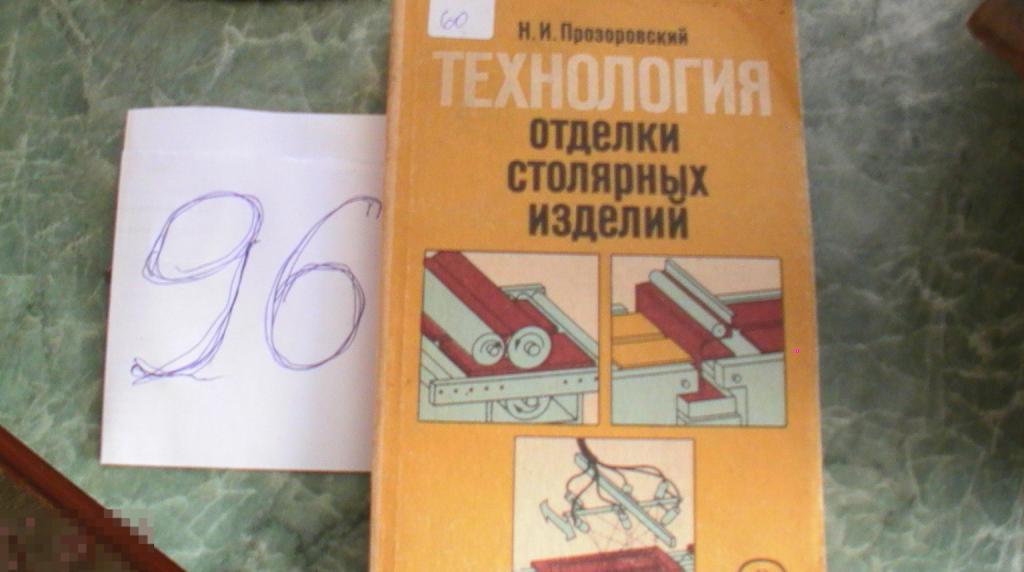 60
Н. И. Прозоровский
ТЕХНОЛОГИЯ
ОТДЕЛКИ
СТОЛЯРНЫХ
ИЗДЕЛИЙ
96